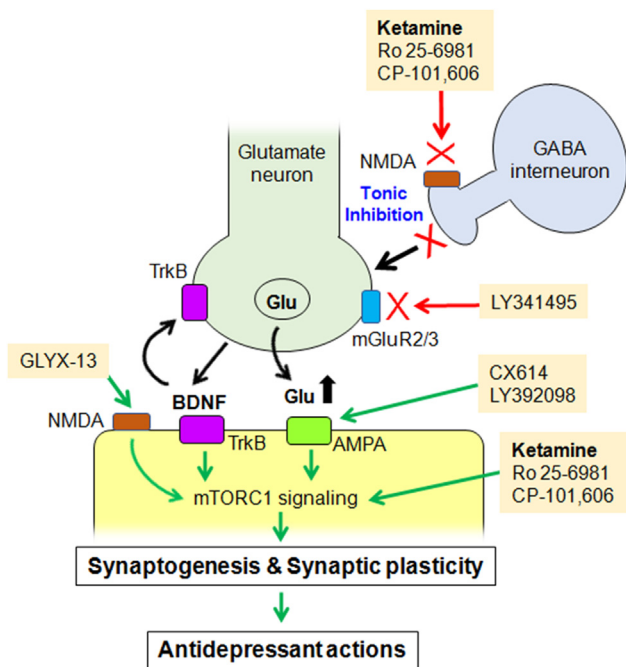 Ketamine
Ro 25-6981
CP-101,606
Glutamate
neuron
NMDA
GABA
interneuron
Tonic
Inhibition
TrkB
Glu
LY341495
mGluR2/3
GLYX-13
CX614
LY392098
BDNF
Glu
NMDA
TrkB
AMPA
Ketamine
Ro 25-6981
CP-101,606
mTORC1 signaling
Synaptogenesis & Synaptic plasticity
Antidepressant actions